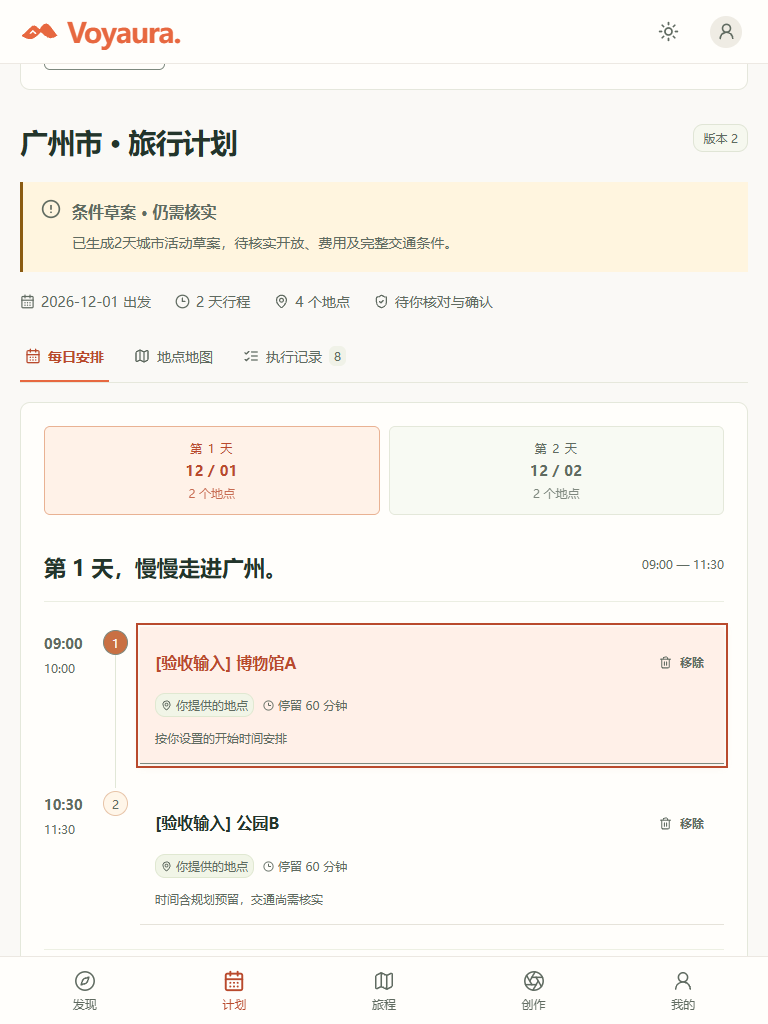 Voyaura.
广州市 • 旅行计划
版本 2
条件草案 • 仍需核实
已生成2天城市活动草案，待核实开放、费用及完整交通条件。
2026-12-01 出发 2 天行程 4 个地点 待你核对与确认
每日安排 地点地图 执行记录 8
第 1 天
12 / 01
2 个地点
第 2 天
12 / 02
2 个地点
第 1 天，慢慢走进广州。
09:00 — 11:30
09:00
10:00
1
[验收输入] 博物馆A
移除
你提供的地点 停留 60 分钟
按你设置的开始时间安排
10:30
11:30
2
[验收输入] 公园B
移除
你提供的地点 停留 60 分钟
时间含规划预留，交通尚需核实
发现 计划 旅程 创作 我的